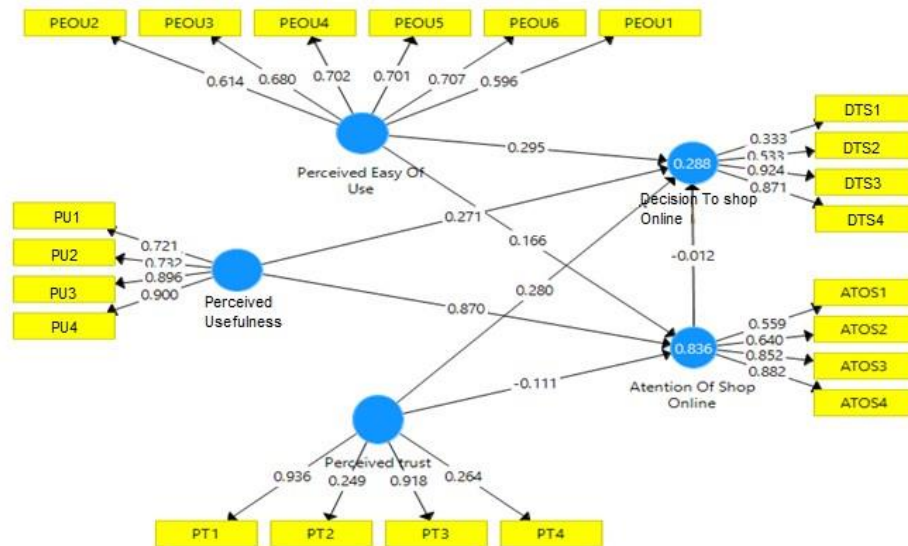 PEOU2 PEOU3 PEOU4 PEOU5 PEOU6 PEOU1
0.614 0.680 0.702 0.701 0.707 0.596
Perceived Easy Of
Use
0.295
0.288
Decision To shop
Online
0.333
0.533
0.924
0.871
DTS1
DTS2
DTS3
DTS4
PU1
PU2
PU3
PU4
0.721
0.732
0.896
0.900
Perceived
Usefulness
0.271
0.166
-0.012
0.280
0.870
-0.111
0.836
Atention Of Shop
Online
0.559
0.640
0.852
0.882
ATOS1
ATOS2
ATOS3
ATOS4
Perceived trust
0.936 0.249 0.918 0.264
PT1 PT2 PT3 PT4